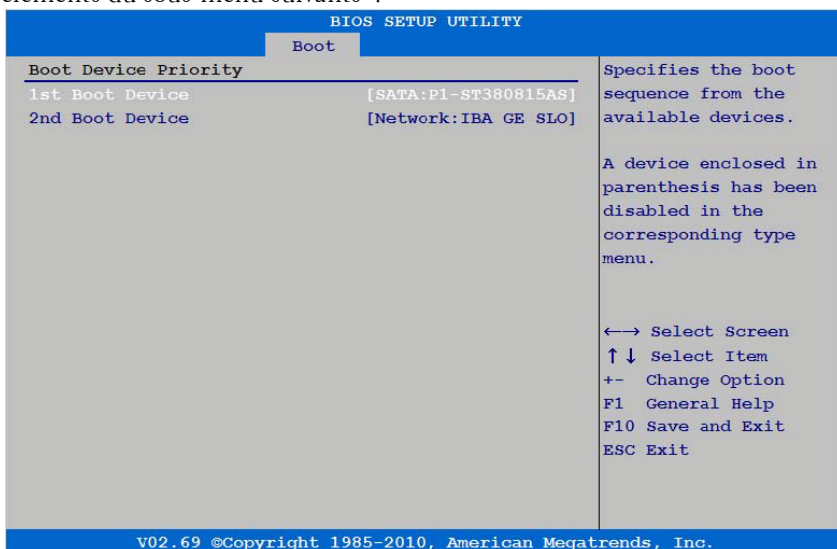 BIOS SETUP UTILITY
Boot
Boot Device Priority
1st Boot Device [SATA:P1-ST380815AS]
2nd Boot Device [Network:IBA GE SLO]
Specifies the boot
sequence from the
available devices.
A device enclosed in
parenthesis has been
disabled in the
corresponding type
menu.
←→ Select Screen
↑↓ Select Item
+- Change Option
F1 General Help
F10 Save and Exit
ESC Exit
V02.69 ©Copyright 1985-2010, American Megatrends, Inc.